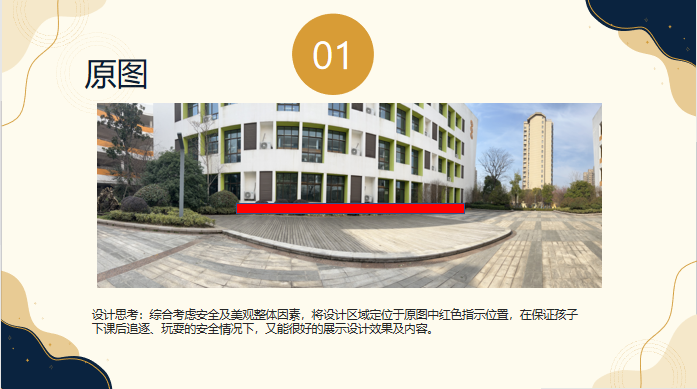 01
原图
设计思考：综合考虑安全及美观整体因素，将设计区域定位于原图中红色指示位置，在保证孩子
下课后追逐、玩耍的安全情况下，又能很好的展示设计效果及内容。